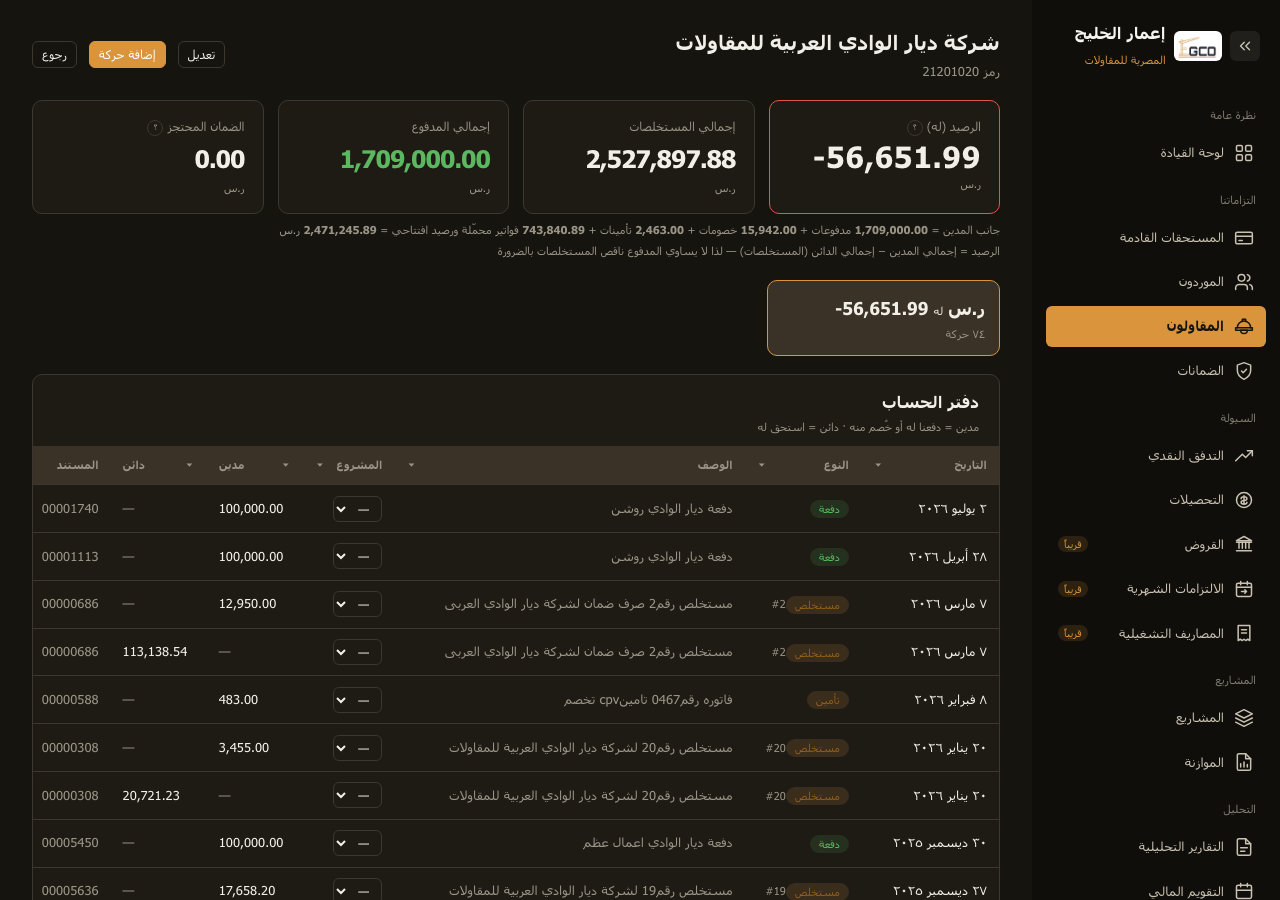 إعمار الخليج
المصرية للمقاولات
GCO
نظرة عامة
لوحة القيادة
التزاماتنا
المستحقات القادمة
الموردون
المقاولون
الضمانات
السيولة
التدفق النقدي
التحصيلات
القروض
قريباً
الالتزامات الشهرية
قريباً
المصاريف التشغيلية
قريباً
المشاريع
المشاريع
الموازنة
التحليل
التقارير التحليلية
التقويم المالي
شركة ديار الوادي العربية للمقاولات
رمز 21201020
تعديل
إضافة حركة
رجوع
الرصيد (له) ؟
-56,651.99
ر.س
إجمالي المستخلصات
2,527,897.88
ر.س
إجمالي المدفوع
1,709,000.00
ر.س
الضمان المحتجز ؟
0.00
ر.س
جانب المدين = 1,709,000.00 مدفوعات + 15,942.00 خصومات + 2,463.00 تأمينات + 743,840.89 فواتير محمّلة ورصيد افتتاحي = 2,471,245.89 ر.س
الرصيد = إجمالي المدين − إجمالي الدائن (المستخلصات) — لذا لا يساوي المدفوع ناقص المستخلصات بالضرورة
ر.س له -56,651.99
٧٤ حركة
دفتر الحساب
مدين = دفعنا له أو خُصم منه · دائن = استحق له
التاريخ النوع الوصف المشروع مدين دائن المستند
٢ يوليو ٢٠٢٦ دفعة دفعة ديار الوادي روشن — 100,000.00 — 00001740
٢٨ أبريل ٢٠٢٦ دفعة دفعة ديار الوادي روشن — 100,000.00 — 00001113
٧ مارس ٢٠٢٦ مستخلص #2 مستخلص رقم2 صرف ضمان لشركة ديار الوادي العربى — 12,950.00 — 00000686
٧ مارس ٢٠٢٦ مستخلص #2 مستخلص رقم2 صرف ضمان لشركة ديار الوادي العربى — — 113,138.54 00000686
٨ فبراير ٢٠٢٦ تأمين فاتوره رقم0467 تامينcpv تخصم — 483.00 — 00000588
٢٠ يناير ٢٠٢٦ مستخلص #20 مستخلص رقم20 لشركة ديار الوادي العربية للمقاولات — 3,455.00 — 00000308
٢٠ يناير ٢٠٢٦ مستخلص #20 مستخلص رقم20 لشركة ديار الوادي العربية للمقاولات — — 20,721.23 00000308
٣٠ ديسمبر ٢٠٢٥ دفعة دفعة ديار الوادي اعمال عظم — 100,000.00 — 00005450
٢٧ ديسمبر ٢٠٢٥ مستخلص #19 مستخلص رقم19 لشركة ديار الوادي العربية للمقاولات — 17,658.20 — 00005636